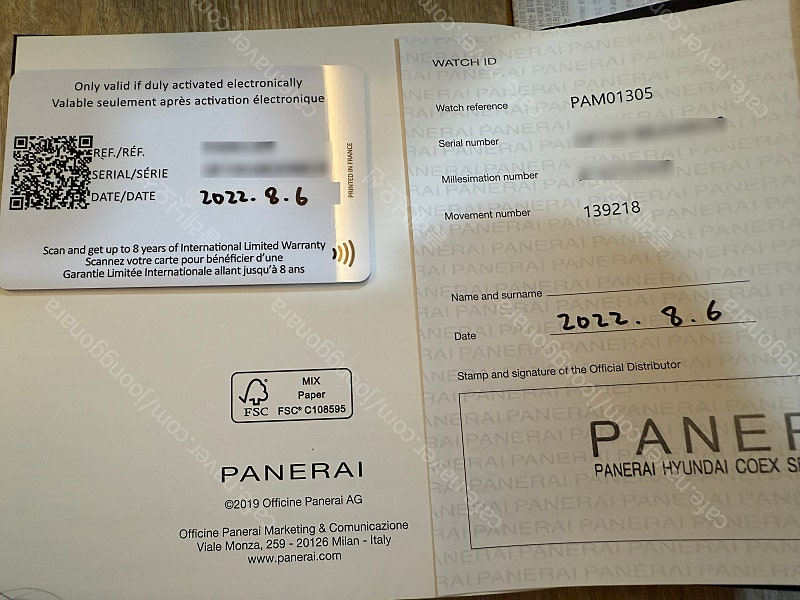 Only valid if duly activated electronically
Valable seulement après activation électronique
REF./RÉF.
SERIAL/SÉRIE
DATE/DATE 2022. 8. 6
PRINTED IN FRANCE
Scan and get up to 8 years of International Limited Warranty
Scannez votre carte pour bénéficier d'une
Garantie Limitée Internationale allant jusqu'à 8 ans
FSC
MIX
Paper
FSC® C108595
PANERAI
©2019 Officine Panerai AG
Officine Panerai Marketing & Comunicazione
Viale Monza, 259 - 20126 Milan - Italy
www.panerai.com
WATCH ID
Watch reference PAM01305
Serial number
Millesimation number
Movement number 139218
Name and surname
Date 2022. 8. 6
Stamp and signature of the Official Distributor
PANER
PANERAI HYUNDAI COEX
cafe.naver.com/joonggonara